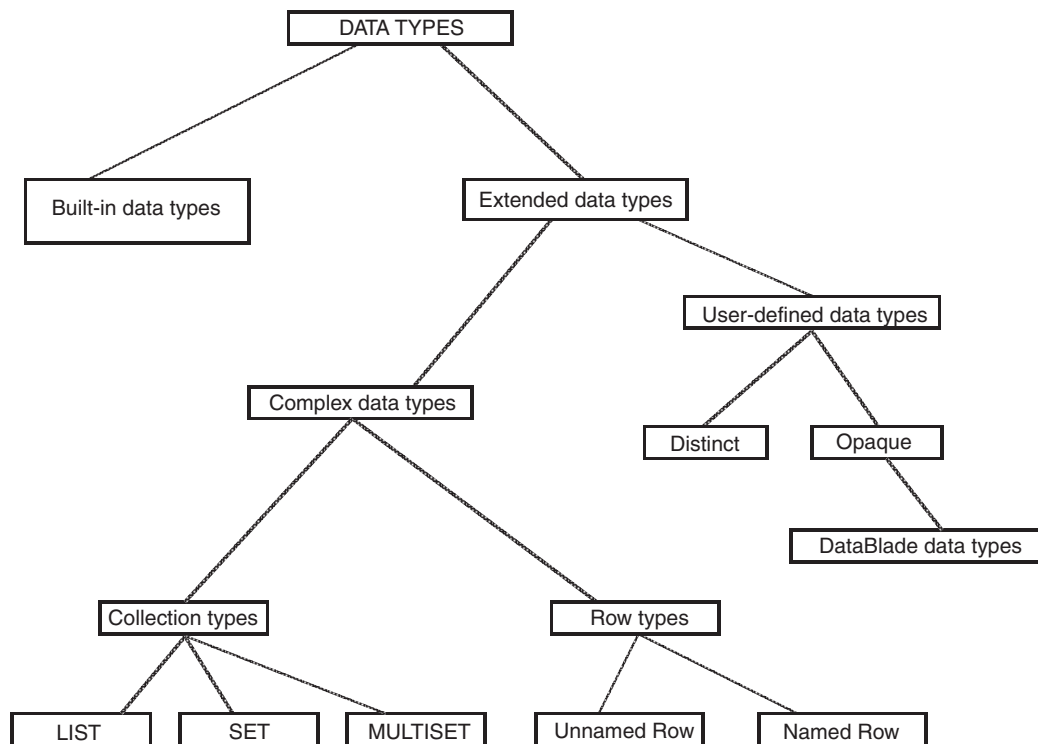 DATA TYPES
Built-in data types
Extended data types
User-defined data types
Complex data types
Distinct
Opaque
DataBlade data types
Collection types
Row types
LIST
SET
MULTISET
Unnamed Row
Named Row